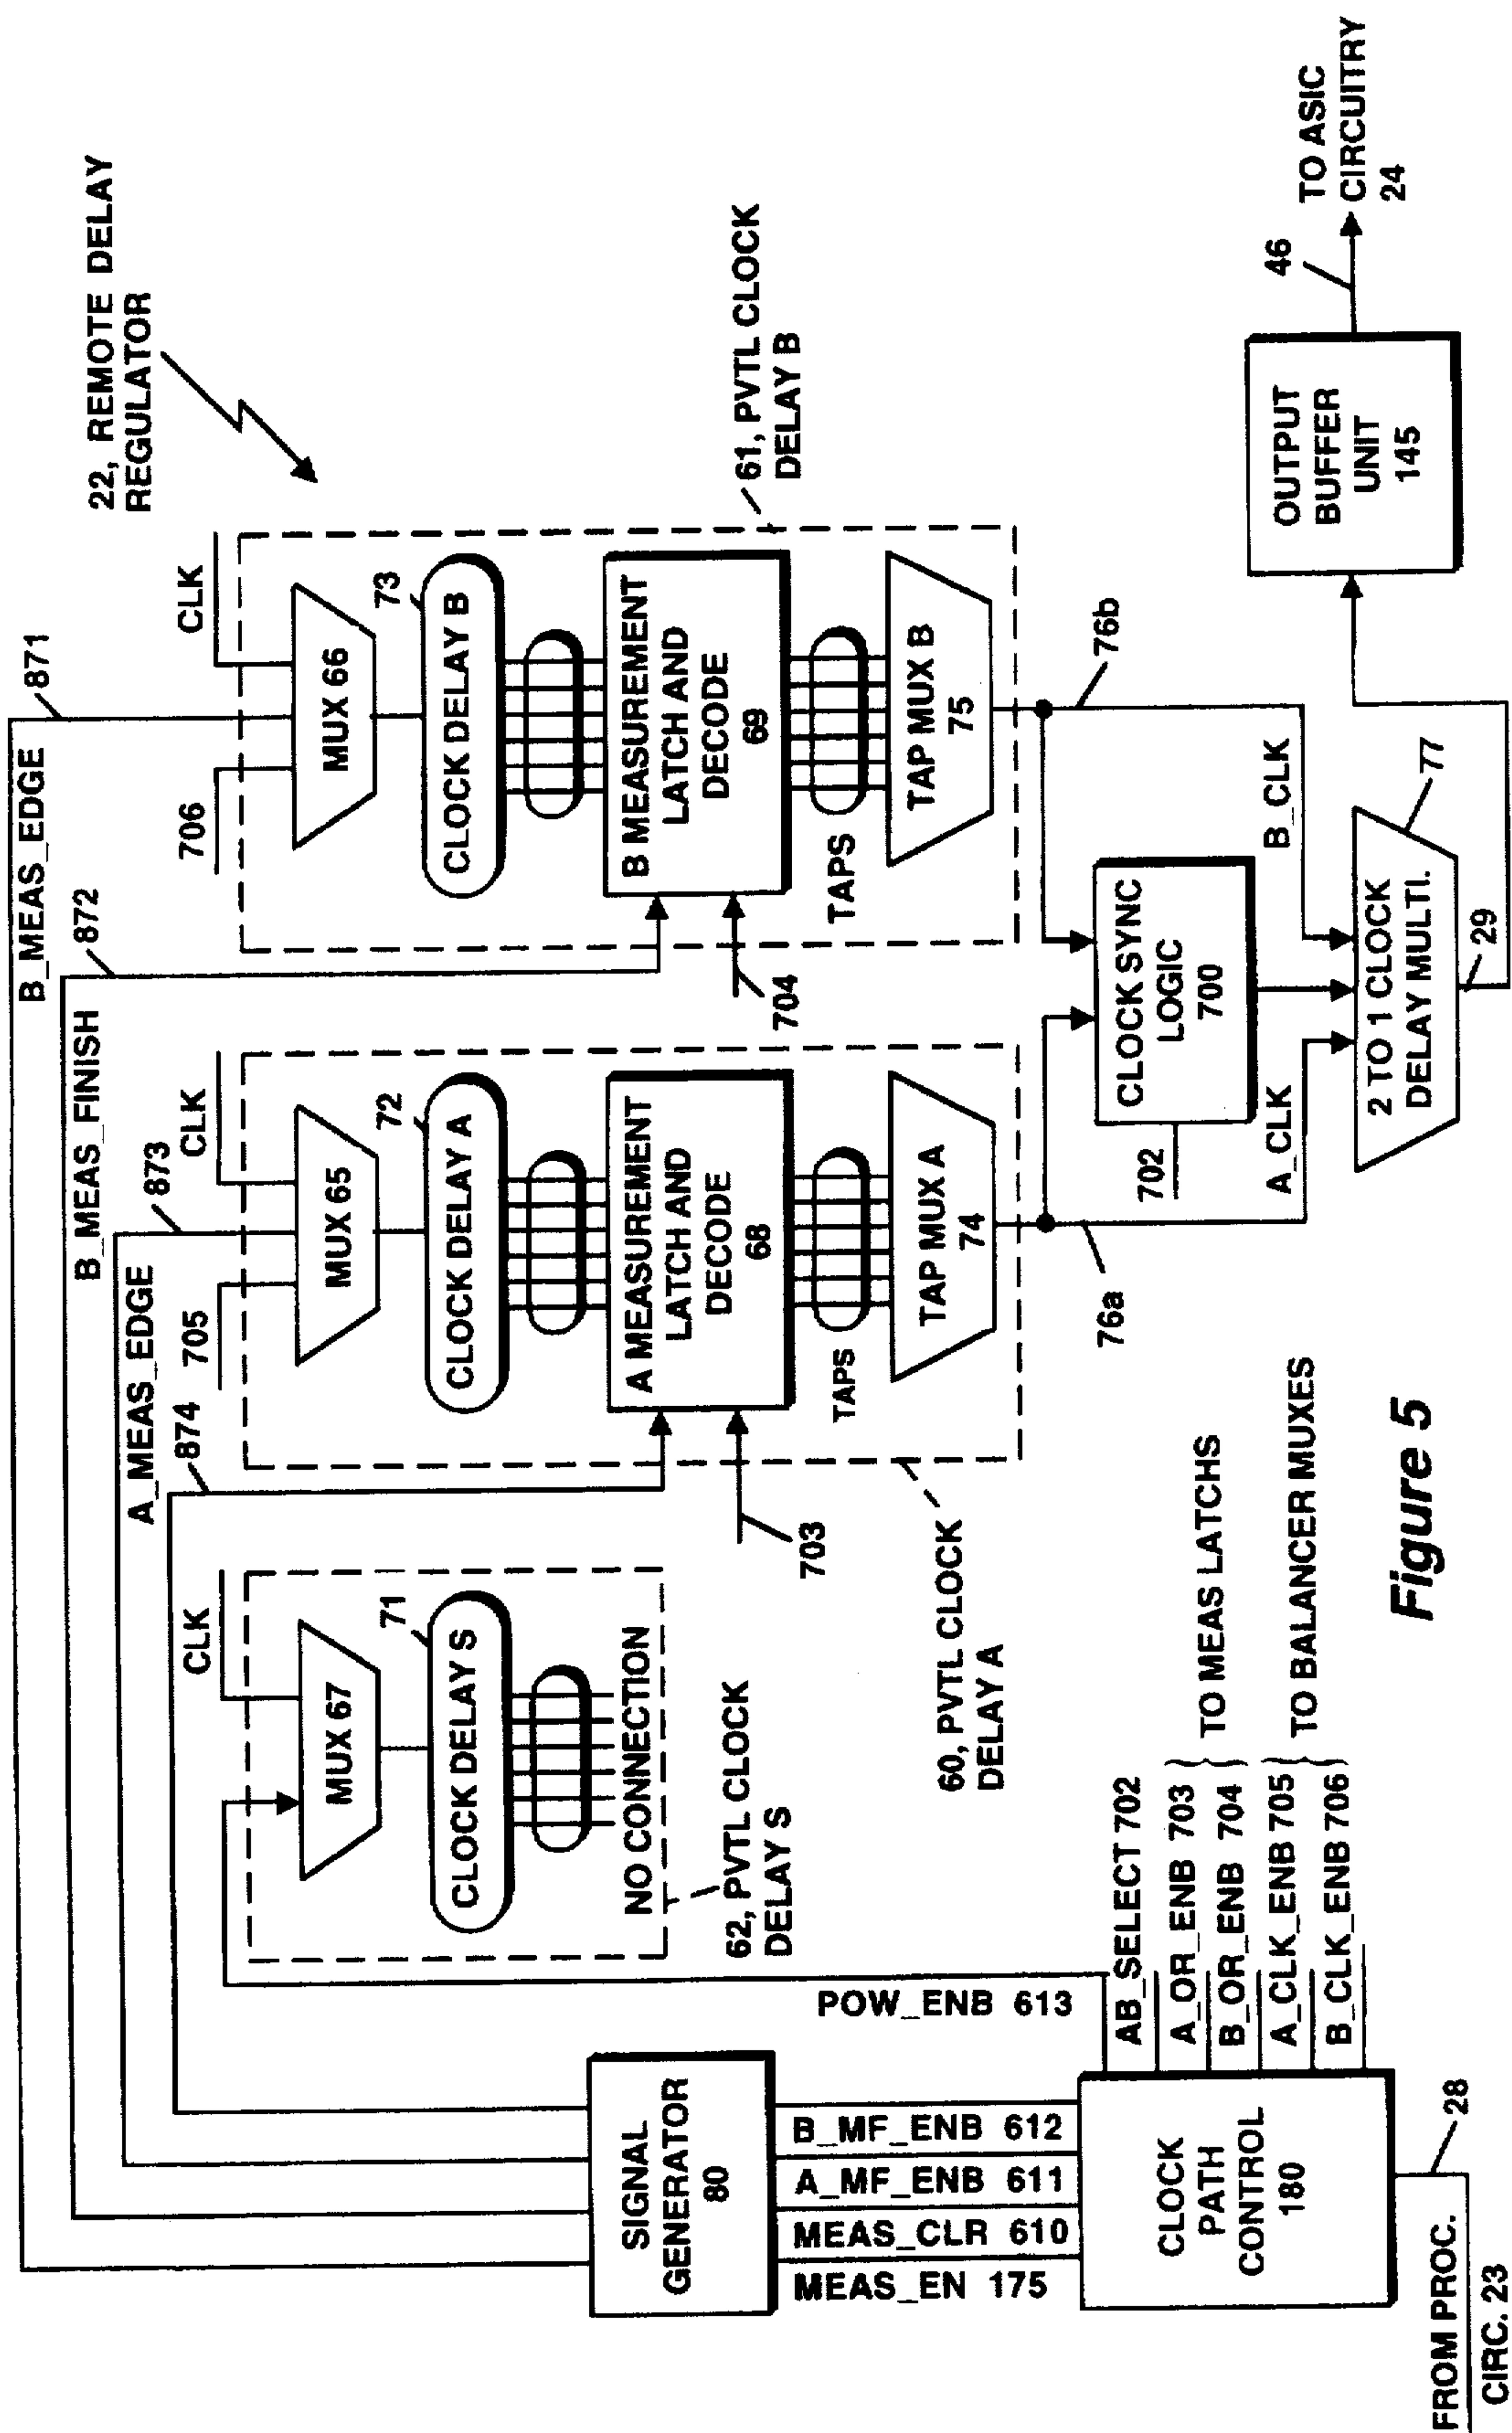 22, REMOTE DELAY
REGULATOR
B_MEAS_EDGE
871
B_MEAS_FINISH
872
A_MEAS_EDGE
873
874
CLK
MUX 67
71
CLOCK DELAY S
NO CONNECTION
62, PVTL CLOCK
DELAY S
705
CLK
MUX 65
72
CLOCK DELAY A
A MEASUREMENT
LATCH AND
DECODE
68
703
TAPS
TAP MUX A
74
60, PVTL CLOCK
DELAY A
706
CLK
MUX 66
73
CLOCK DELAY B
B MEASUREMENT
LATCH AND
DECODE
69
704
TAPS
TAP MUX B
75
61, PVTL CLOCK
DELAY B
76a
76b
SIGNAL
GENERATOR
80
POW_ENB 613
B_MF_ENB 612
A_MF_ENB 611
MEAS_CLR 610
MEAS_EN 175
CLOCK
PATH
CONTROL
180
AB_SELECT 702
A_OR_ENB 703
B_OR_ENB 704
TO MEAS LATCHS
A_CLK_ENB 705
B_CLK_ENB 706
TO BALANCER MUXES
28
FROM PROC.
CIRC. 23
702
CLOCK SYNC
LOGIC
700
A_CLK
B_CLK
2 TO 1 CLOCK
DELAY MULTI.
77
29
OUTPUT
BUFFER
UNIT
145
46
TO ASIC
CIRCUITRY
24
Figure 5